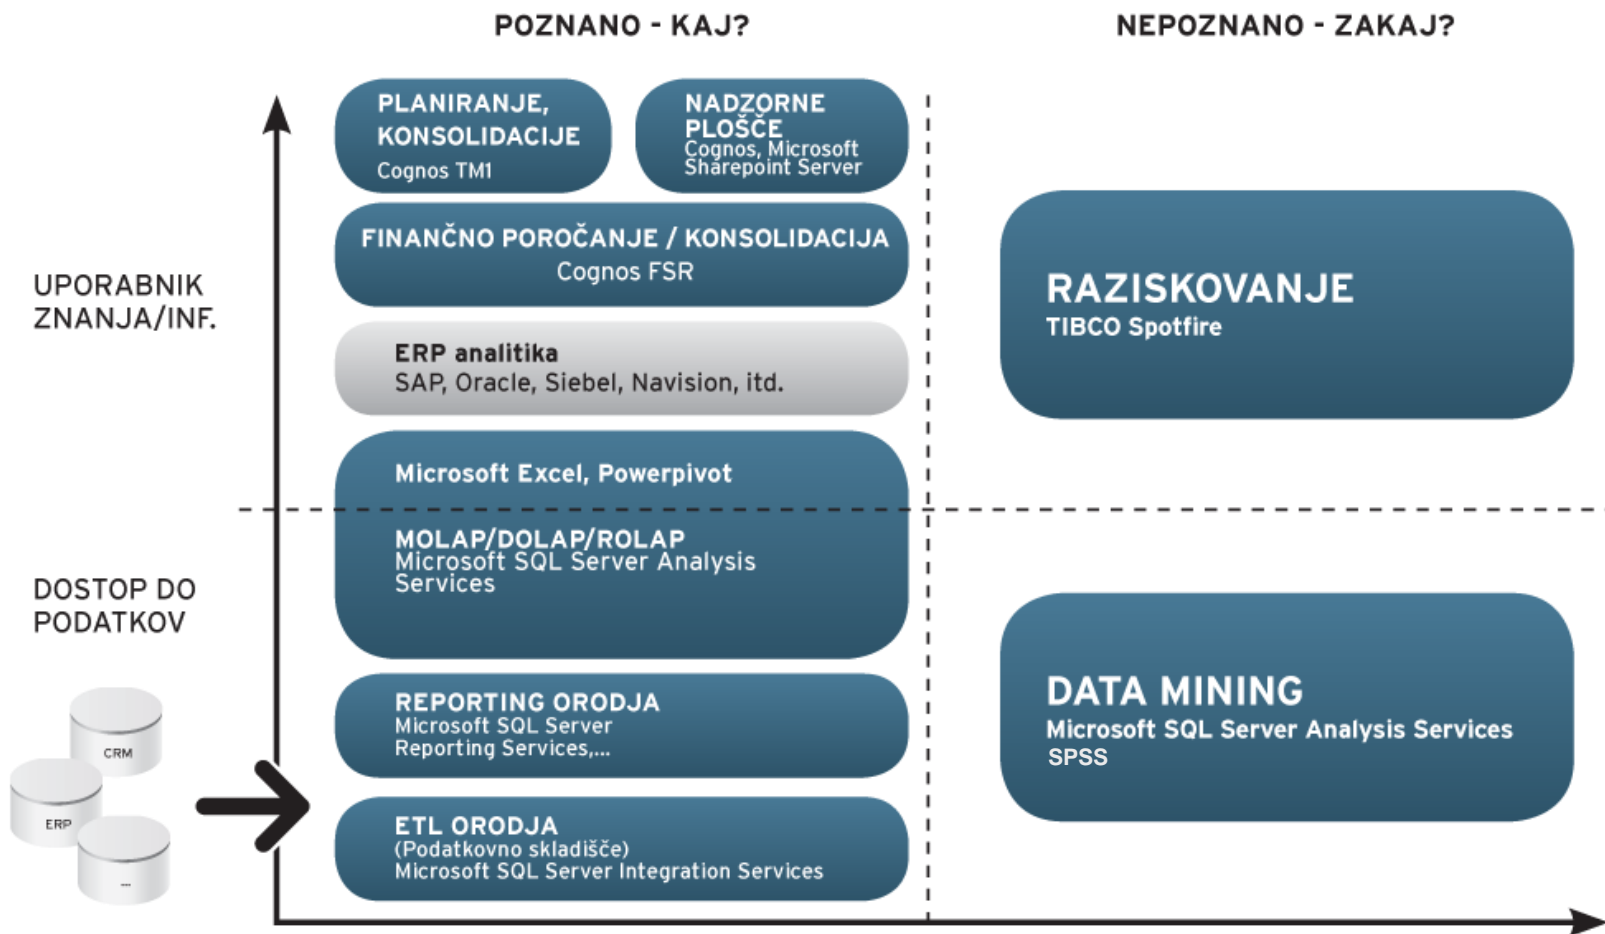 POZNANO - KAJ?
NEPOZNANO - ZAKAJ?
PLANIRANJE,
KONSOLIDACIJE
Cognos TM1
NADZORNE
PLOŠČE
Cognos, Microsoft
Sharepoint Server
FINANČNO POROČANJE / KONSOLIDACIJA
Cognos FSR
UPORABNIK
ZNANJA/INF.
RAZISKOVANJE
TIBCO Spotfire
ERP analitika
SAP, Oracle, Siebel, Navision, itd.
Microsoft Excel, Powerpivot
MOLAP/DOLAP/ROLAP
Microsoft SQL Server Analysis
Services
DOSTOP DO
PODATKOV
REPORTING ORODJA
Microsoft SQL Server
Reporting Services,...
DATA MINING
Microsoft SQL Server Analysis Services
SPSS
CRM
ERP
...
ETL ORODJA
(Podatkovno skladišče)
Microsoft SQL Server Integration Services